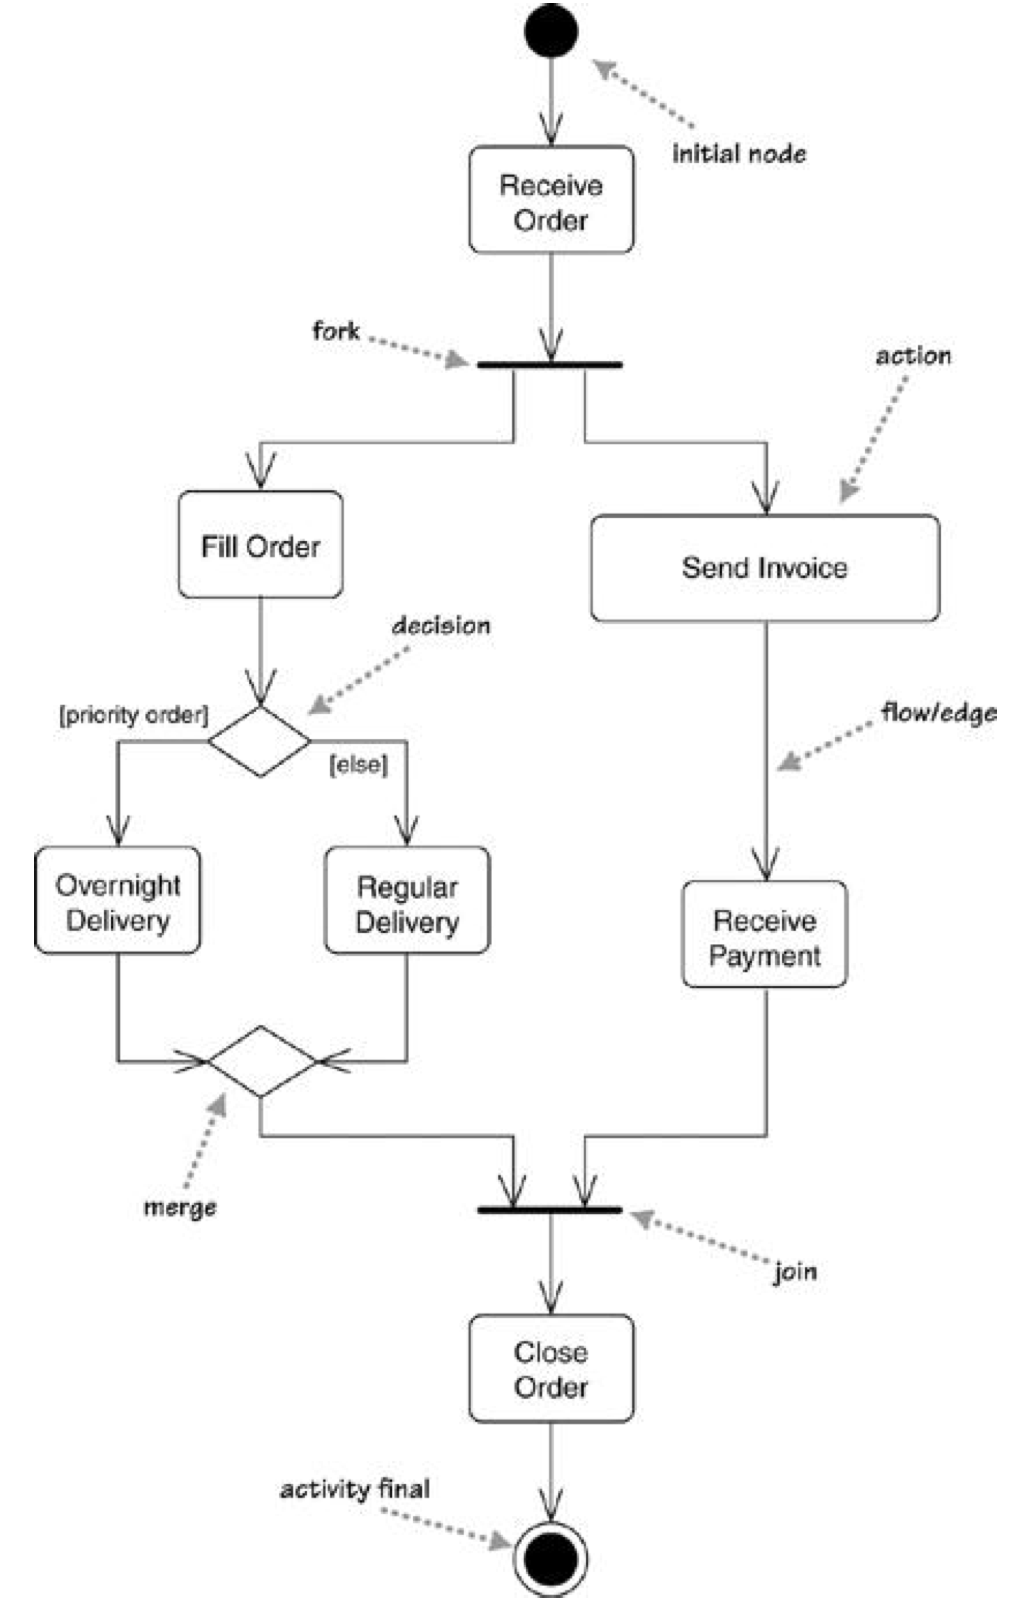 initial node
Receive
Order
fork
action
Fill Order
Send Invoice
decision
[priority order]
[else]
flow/edge
Overnight
Delivery
Regular
Delivery
Receive
Payment
merge
join
Close
Order
activity final